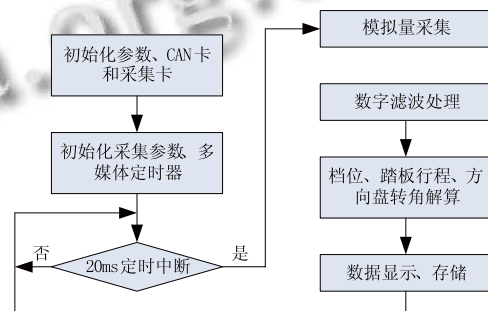 初始化参数、CAN卡
和采集卡
初始化采集参数、多
媒体定时器
否
20ms定时中断
是
模拟量采集
数字滤波处理
档位、踏板行程、方
向盘转角解算
数据显示、存储